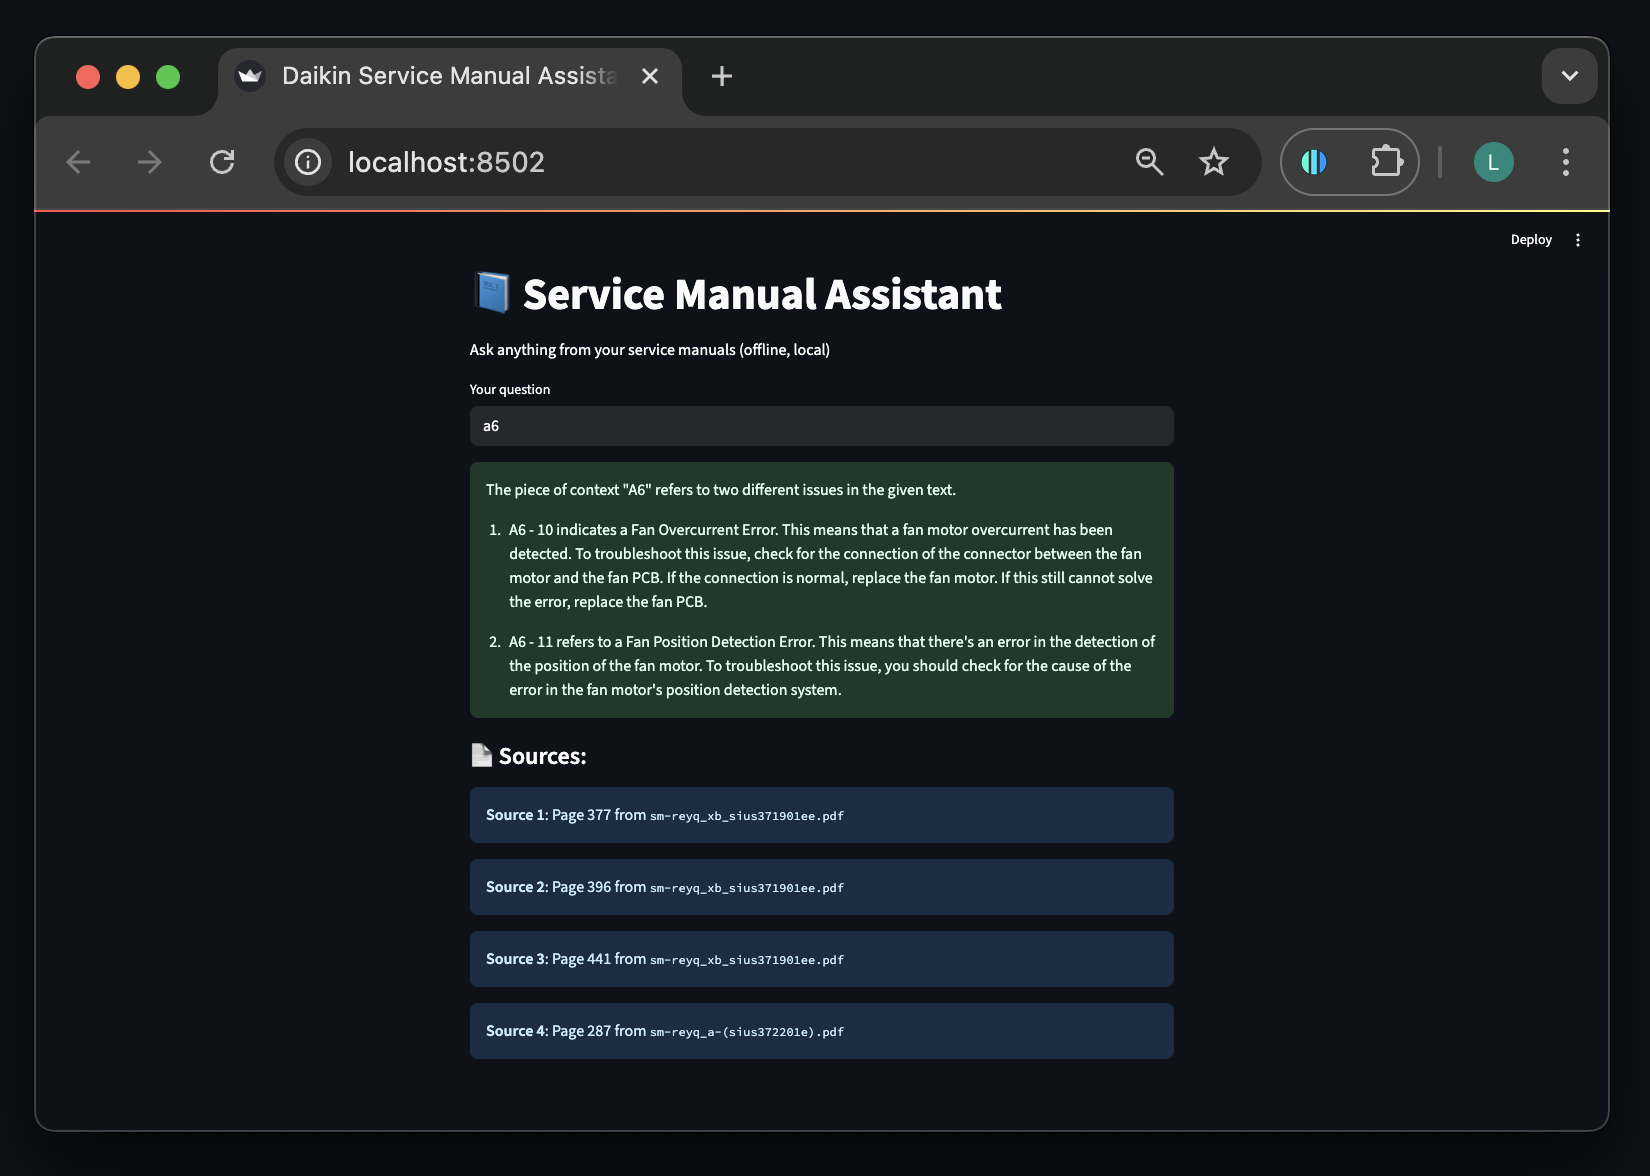 Daikin Service Manual Assista
localhost:8502
L
Deploy
Service Manual Assistant
Ask anything from your service manuals (offline, local)
Your question
a6
The piece of context "A6" refers to two different issues in the given text.
1. A6 - 10 indicates a Fan Overcurrent Error. This means that a fan motor overcurrent has been
detected. To troubleshoot this issue, check for the connection of the connector between the fan
motor and the fan PCB. If the connection is normal, replace the fan motor. If this still cannot solve
the error, replace the fan PCB.
2. A6 - 11 refers to a Fan Position Detection Error. This means that there's an error in the detection of
the position of the fan motor. To troubleshoot this issue, you should check for the cause of the
error in the fan motor's position detection system.
Sources:
Source 1: Page 377 from sm-reyq_xb_sius371901ee.pdf
Source 2: Page 396 from sm-reyq_xb_sius371901ee.pdf
Source 3: Page 441 from sm-reyq_xb_sius371901ee.pdf
Source 4: Page 287 from sm-reyq_a-(sius372201e).pdf